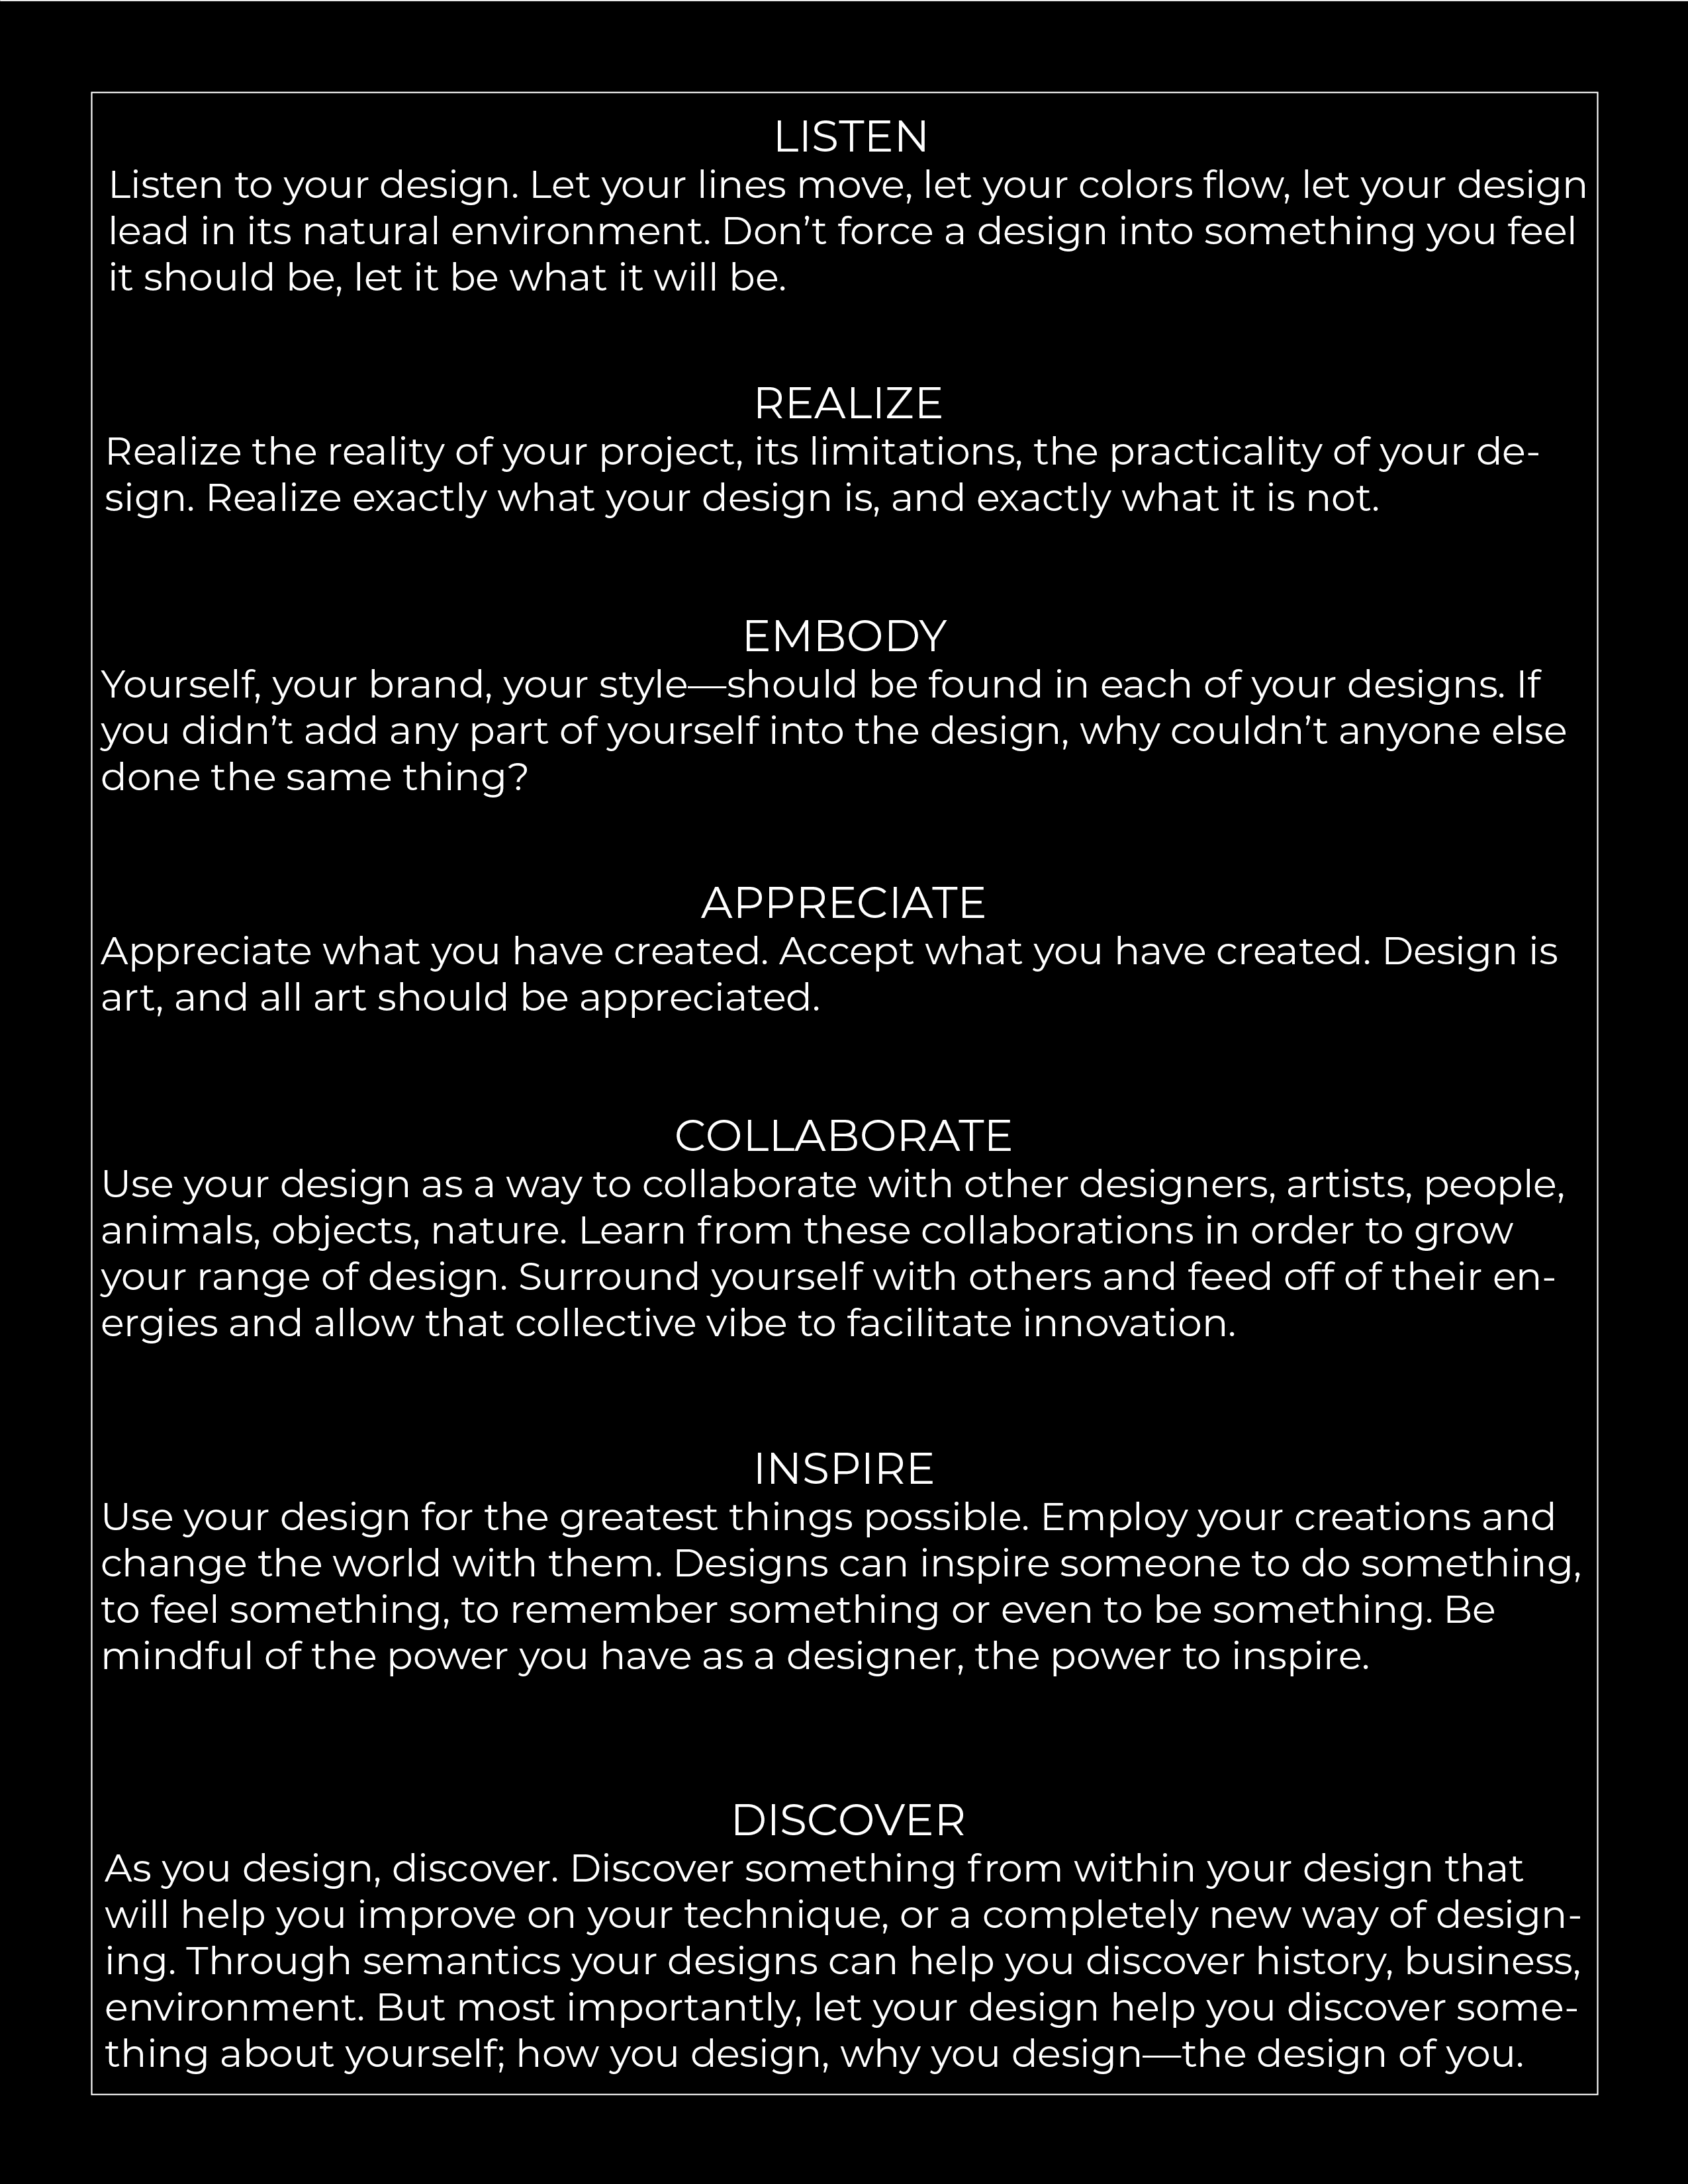 LISTEN
Listen to your design. Let your lines move, let your colors flow, let your design
lead in its natural environment. Don’t force a design into something you feel
it should be, let it be what it will be.
REALIZE
Realize the reality of your project, its limitations, the practicality of your de-
sign. Realize exactly what your design is, and exactly what it is not.
EMBODY
Yourself, your brand, your style—should be found in each of your designs. If
you didn’t add any part of yourself into the design, why couldn’t anyone else
done the same thing?
APPRECIATE
Appreciate what you have created. Accept what you have created. Design is
art, and all art should be appreciated.
COLLABORATE
Use your design as a way to collaborate with other designers, artists, people,
animals, objects, nature. Learn from these collaborations in order to grow
your range of design. Surround yourself with others and feed off of their en-
ergies and allow that collective vibe to facilitate innovation.
INSPIRE
Use your design for the greatest things possible. Employ your creations and
change the world with them. Designs can inspire someone to do something,
to feel something, to remember something or even to be something. Be
mindful of the power you have as a designer, the power to inspire.
DISCOVER
As you design, discover. Discover something from within your design that
will help you improve on your technique, or a completely new way of design-
ing. Through semantics your designs can help you discover history, business,
environment. But most importantly, let your design help you discover some-
thing about yourself; how you design, why you design—the design of you.